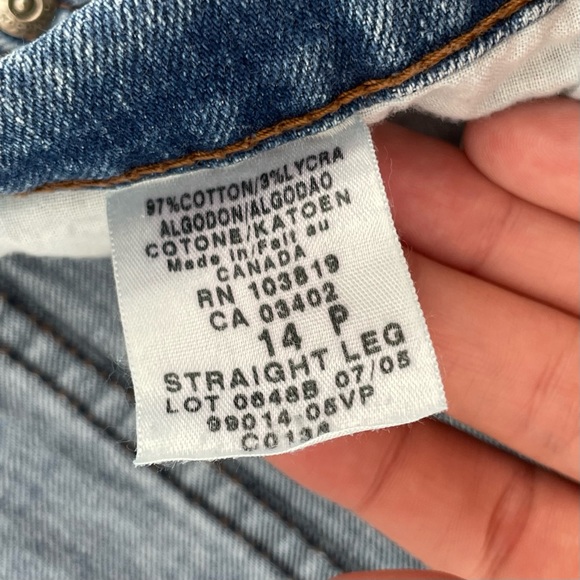 97%COTTON/3%LYCRA
ALGODON/ALGODAO
COTONE/KATOEN
Made in/Fait au
CANADA
RN 103819
CA 03402
14 P
STRAIGHT LEG
LOT 0648B 07/05
99014 05VP